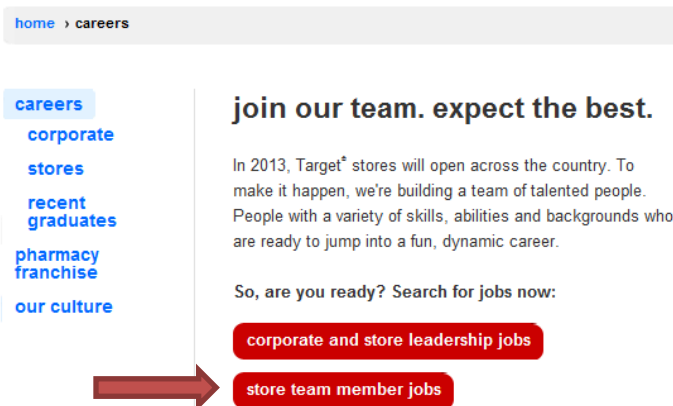 home › careers
careers
corporate
stores
recent
graduates
pharmacy
franchise
our culture
join our team. expect the best.
In 2013, Target® stores will open across the country. To
make it happen, we're building a team of talented people.
People with a variety of skills, abilities and backgrounds who
are ready to jump into a fun, dynamic career.
So, are you ready? Search for jobs now:
corporate and store leadership jobs
store team member jobs